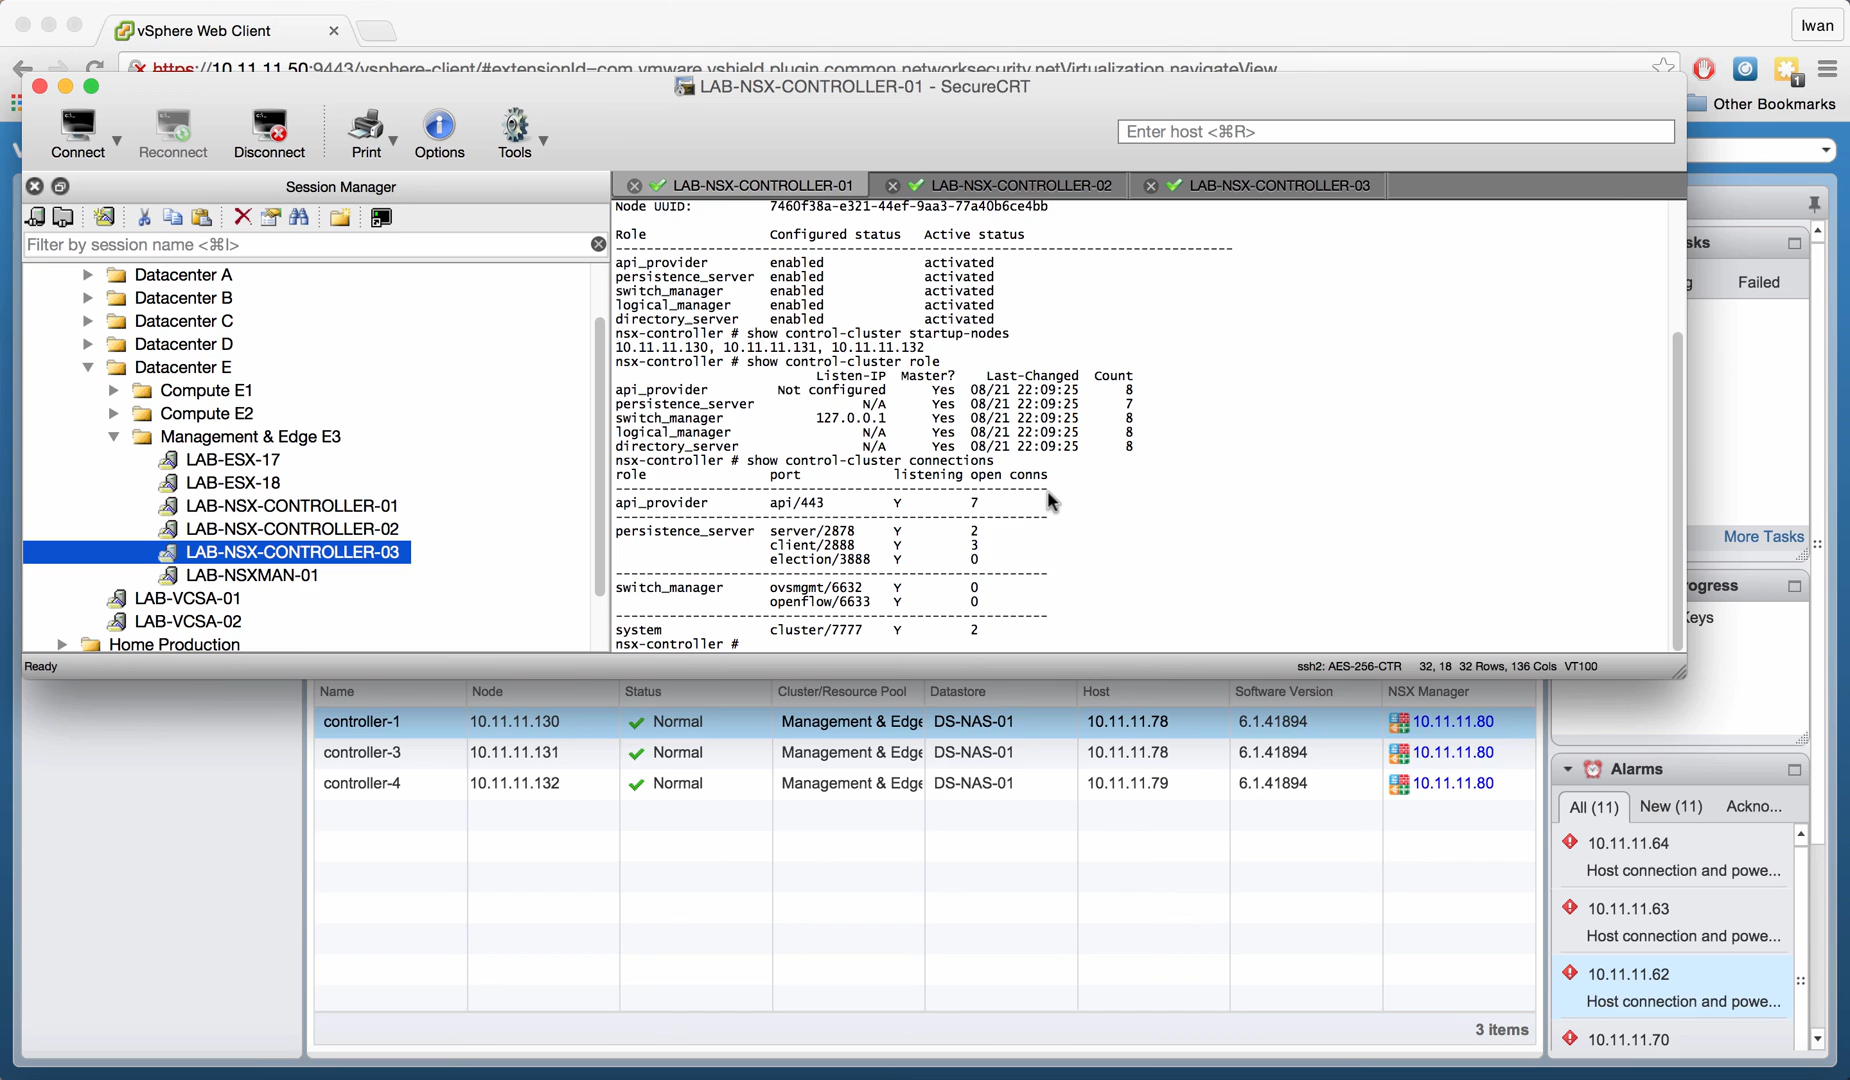 vSphere Web Client
Iwan
https://10.11.11.50:9443/vsphere-client/#extensionId=com.vmware.vshield.plugin.common.networksecurity.netVirtualization.navigateView
Other Bookmarks
LAB-NSX-CONTROLLER-01 - SecureCRT
Connect
Reconnect
Disconnect
Print
Options
Tools
Enter host <⌘R>
Session Manager
Filter by session name <⌘I>
Datacenter A
Datacenter B
Datacenter C
Datacenter D
Datacenter E
Compute E1
Compute E2
Management & Edge E3
LAB-ESX-17
LAB-ESX-18
LAB-NSX-CONTROLLER-01
LAB-NSX-CONTROLLER-02
LAB-NSX-CONTROLLER-03
LAB-NSXMAN-01
LAB-VCSA-01
LAB-VCSA-02
Home Production
Ready
LAB-NSX-CONTROLLER-01 LAB-NSX-CONTROLLER-02 LAB-NSX-CONTROLLER-03
Node UUID: 7460f38a-e321-44ef-9aa3-77a40b6ce4bb
Role Configured status Active status
--------------------------------------------------------------------------------
api_provider enabled activated
persistence_server enabled activated
switch_manager enabled activated
logical_manager enabled activated
directory_server enabled activated
nsx-controller # show control-cluster startup-nodes
10.11.11.130, 10.11.11.131, 10.11.11.132
nsx-controller # show control-cluster role
Listen-IP Master? Last-Changed Count
api_provider Not configured Yes 08/21 22:09:25 8
persistence_server N/A Yes 08/21 22:09:25 7
switch_manager 127.0.0.1 Yes 08/21 22:09:25 8
logical_manager N/A Yes 08/21 22:09:25 8
directory_server N/A Yes 08/21 22:09:25 8
nsx-controller # show control-cluster connections
role port listening open conns
--------------------------------------------------------
api_provider api/443 Y 7
--------------------------------------------------------
persistence_server server/2878 Y 2
client/2888 Y 3
election/3888 Y 0
--------------------------------------------------------
switch_manager ovsmgmt/6632 Y 0
openflow/6633 Y 0
--------------------------------------------------------
system cluster/7777 Y 2
nsx-controller #
ssh2: AES-256-CTR 32, 18 32 Rows, 136 Cols VT100
Name Node Status Cluster/Resource Pool Datastore Host Software Version NSX Manager
controller-1 10.11.11.130 Normal Management & Edge DS-NAS-01 10.11.11.78 6.1.41894 10.11.11.80
controller-3 10.11.11.131 Normal Management & Edge DS-NAS-01 10.11.11.78 6.1.41894 10.11.11.80
controller-4 10.11.11.132 Normal Management & Edge DS-NAS-01 10.11.11.79 6.1.41894 10.11.11.80
3 items
sks
g Failed
More Tasks
rogress
Keys
Alarms
All (11) New (11) Ackno...
10.11.11.64
Host connection and powe...
10.11.11.63
Host connection and powe...
10.11.11.62
Host connection and powe...
10.11.11.70